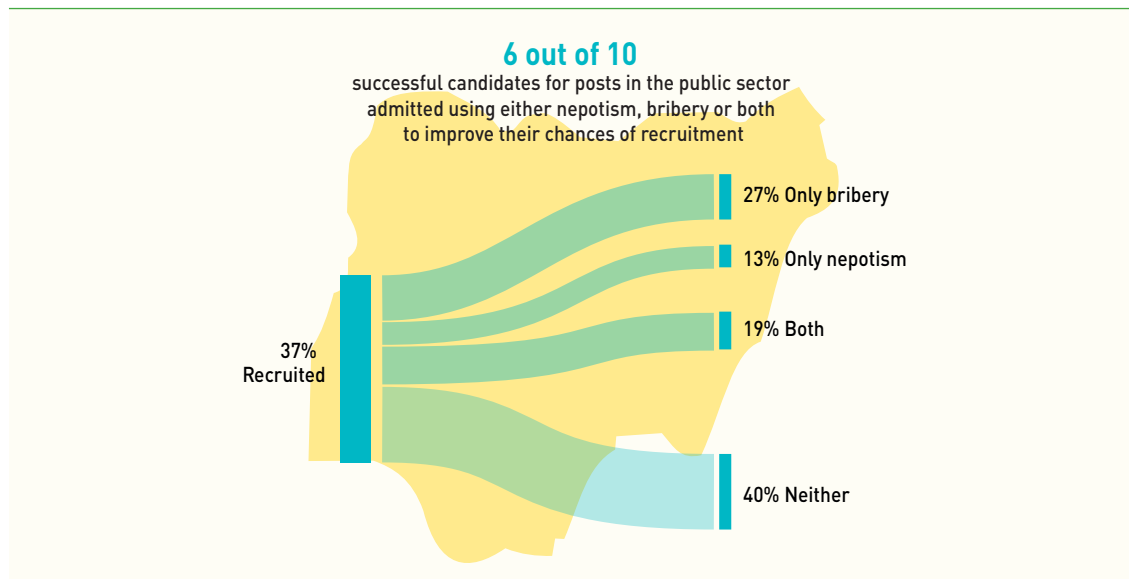 6 out of 10
successful candidates for posts in the public sector
admitted using either nepotism, bribery or both
to improve their chances of recruitment
27% Only bribery
13% Only nepotism
19% Both
37%
Recruited
40% Neither